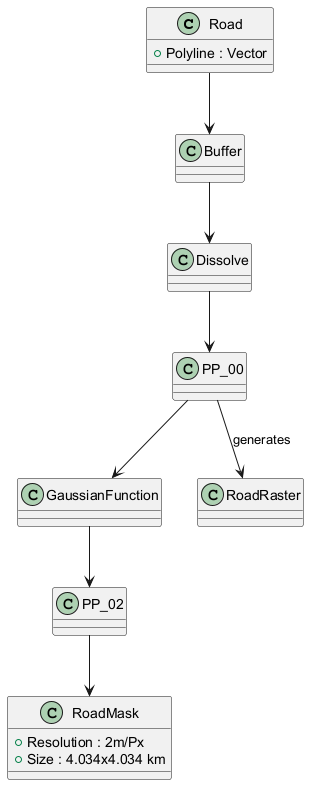 C Road
Polyline : Vector
C Buffer
C Dissolve
C PP_00
generates
C GaussianFunction
C RoadRaster
C PP_02
C RoadMask
Resolution : 2m/Px
Size : 4.034x4.034 km